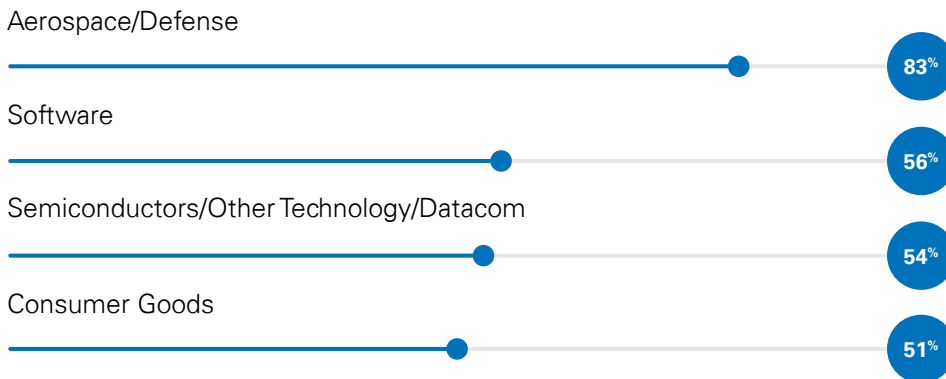 Aerospace/Defense
83%
Software
56%
Semiconductors/Other Technology/Datacom
54%
Consumer Goods
51%